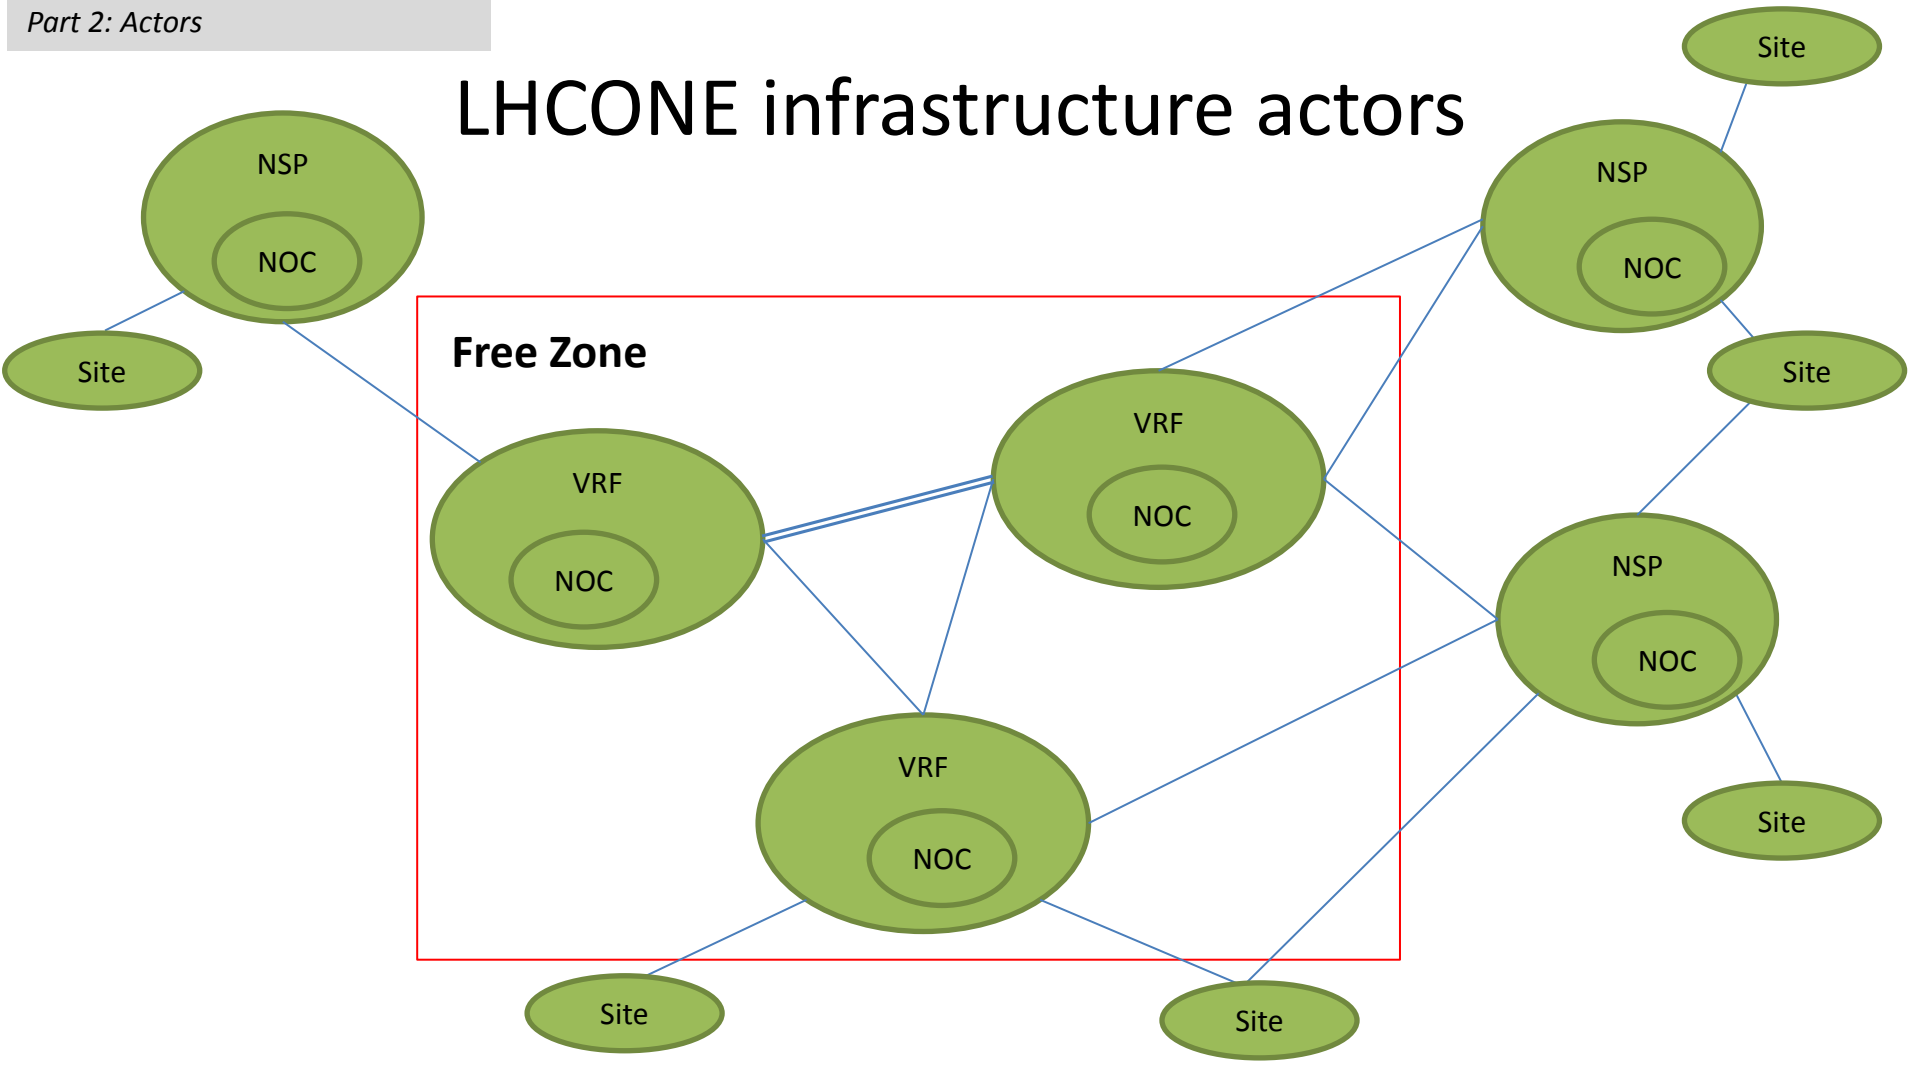 Part 2: Actors
LHCONE infrastructure actors
Site
NSP
NOC
NSP
NOC
Site
Free Zone
Site
VRF
NOC
VRF
NOC
NSP
NOC
VRF
NOC
Site
Site
Site